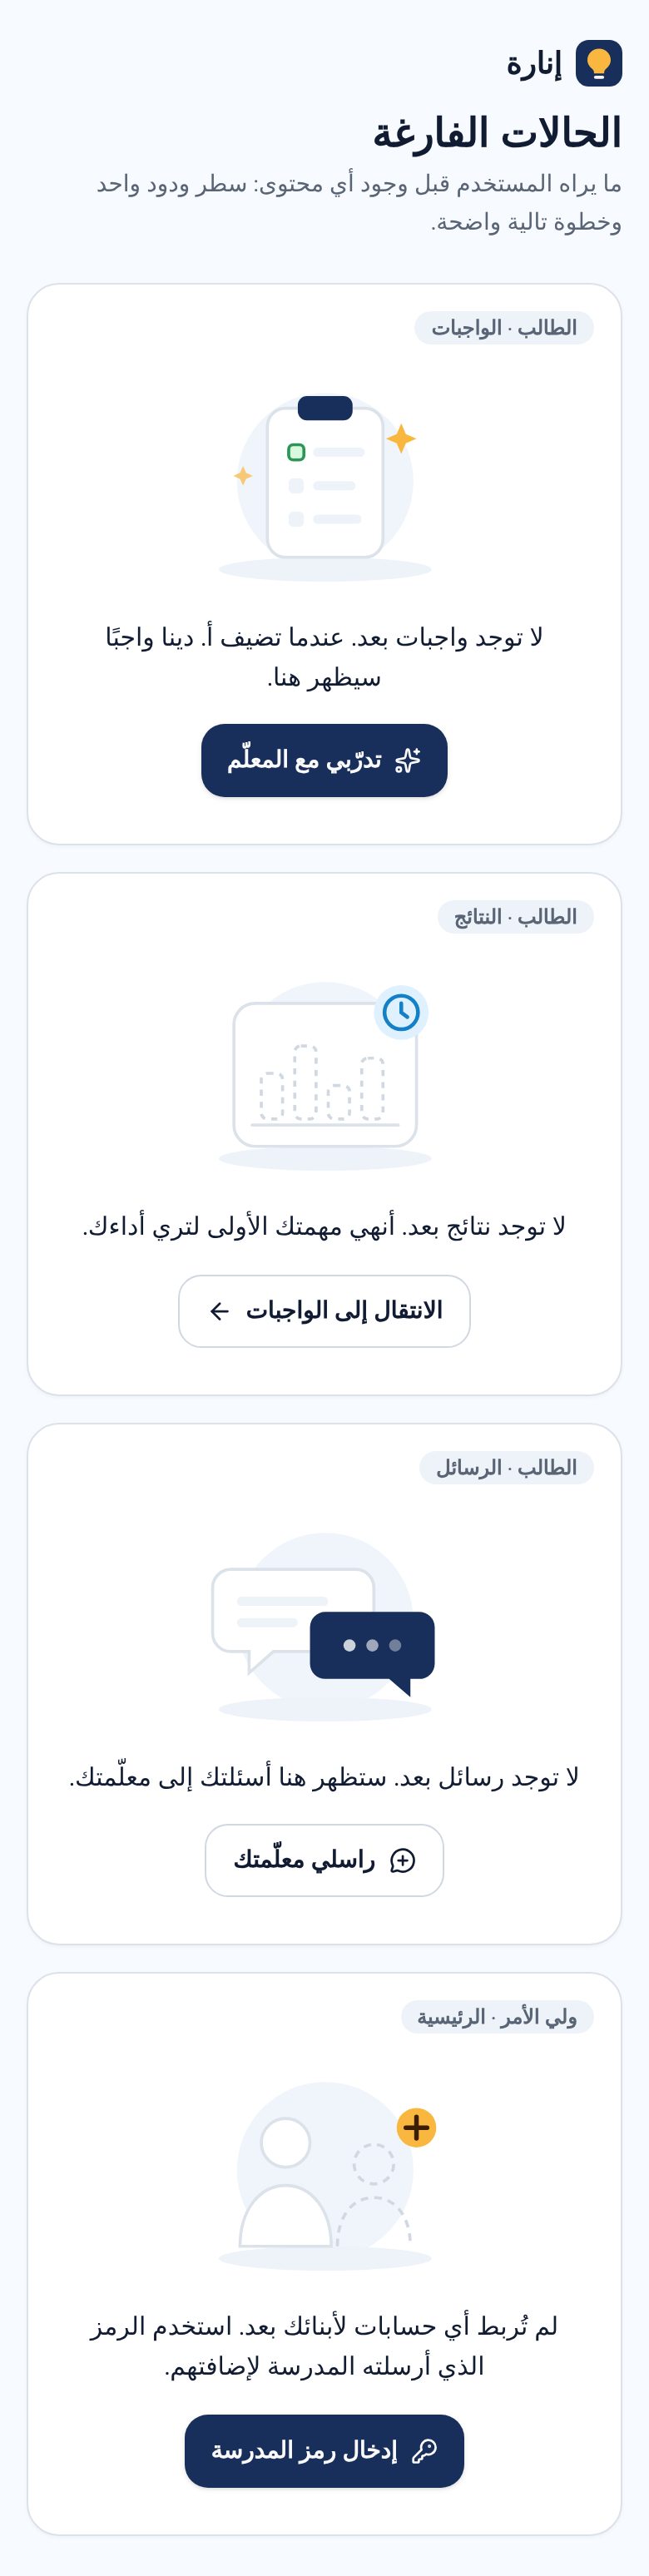 إنارة
الحالات الفارغة
ما يراه المستخدم قبل وجود أي محتوى: سطر ودود واحد
وخطوة تالية واضحة.
الطالب · الواجبات
لا توجد واجبات بعد. عندما تضيف أ. دينا واجبًا
سيظهر هنا.
تدرّبي مع المعلّم
الطالب · النتائج
لا توجد نتائج بعد. أنهي مهمتك الأولى لتري أداءك.
الانتقال إلى الواجبات
الطالب · الرسائل
لا توجد رسائل بعد. ستظهر هنا أسئلتك إلى معلّمتك.
راسلي معلّمتك
ولي الأمر · الرئيسية
لم تُربط أي حسابات لأبنائك بعد. استخدم الرمز
الذي أرسلته المدرسة لإضافتهم.
إدخال رمز المدرسة